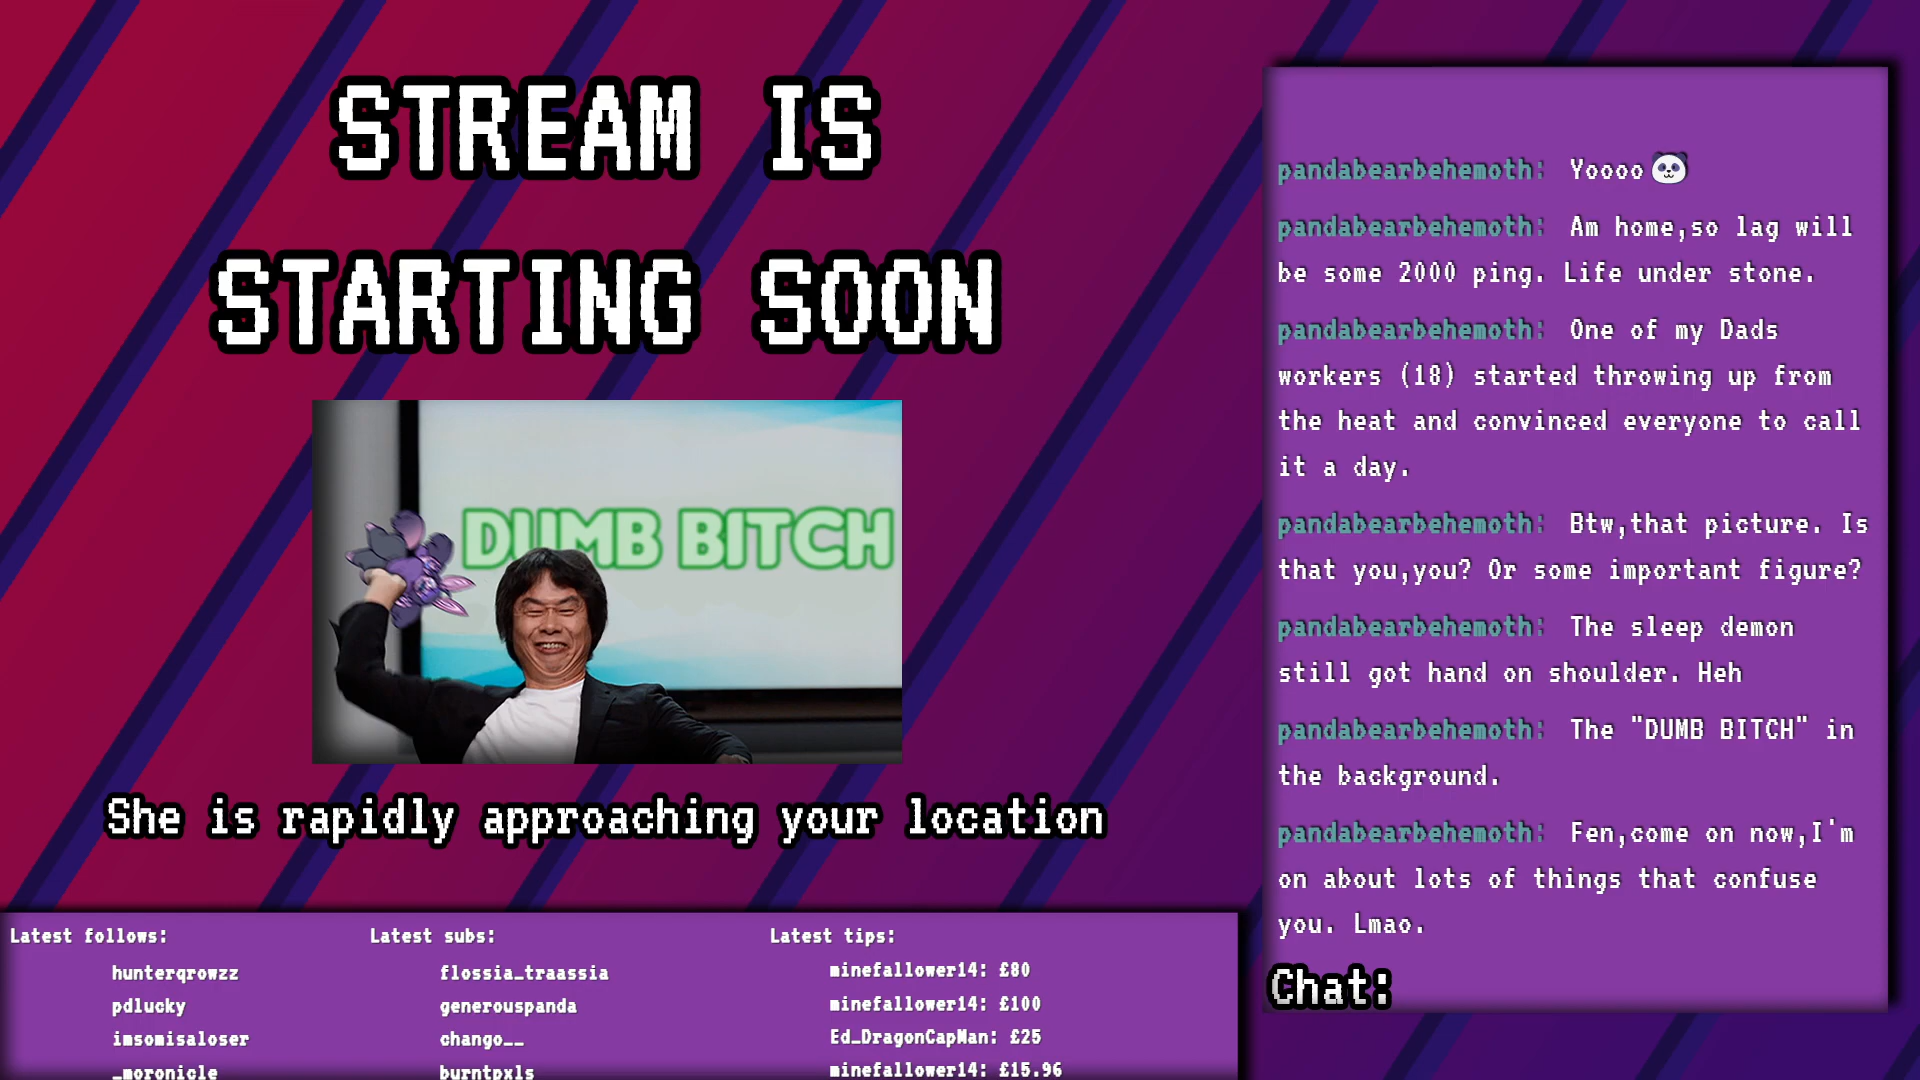 STREAM IS
STARTING SOON
DUMB BITCH
She is rapidly approaching your location
Latest follows:
hunterqrowzz
pdlucky
imsomisaloser
_moronicle
Latest subs:
flossia_traassia
generouspanda
chango__
burntpxls
Latest tips:
minefallower14: £80
minefallower14: £100
Ed_DragonCapMan: £25
minefallower14: £15.96
pandabearbehemoth: Yoooo
pandabearbehemoth: Am home,so lag will
be some 2000 ping. Life under stone.
pandabearbehemoth: One of my Dads
workers (18) started throwing up from
the heat and convinced everyone to call
it a day.
pandabearbehemoth: Btw,that picture. Is
that you,you? Or some important figure?
pandabearbehemoth: The sleep demon
still got hand on shoulder. Heh
pandabearbehemoth: The "DUMB BITCH" in
the background.
pandabearbehemoth: Fen,come on now,I'm
on about lots of things that confuse
you. Lmao.
Chat: